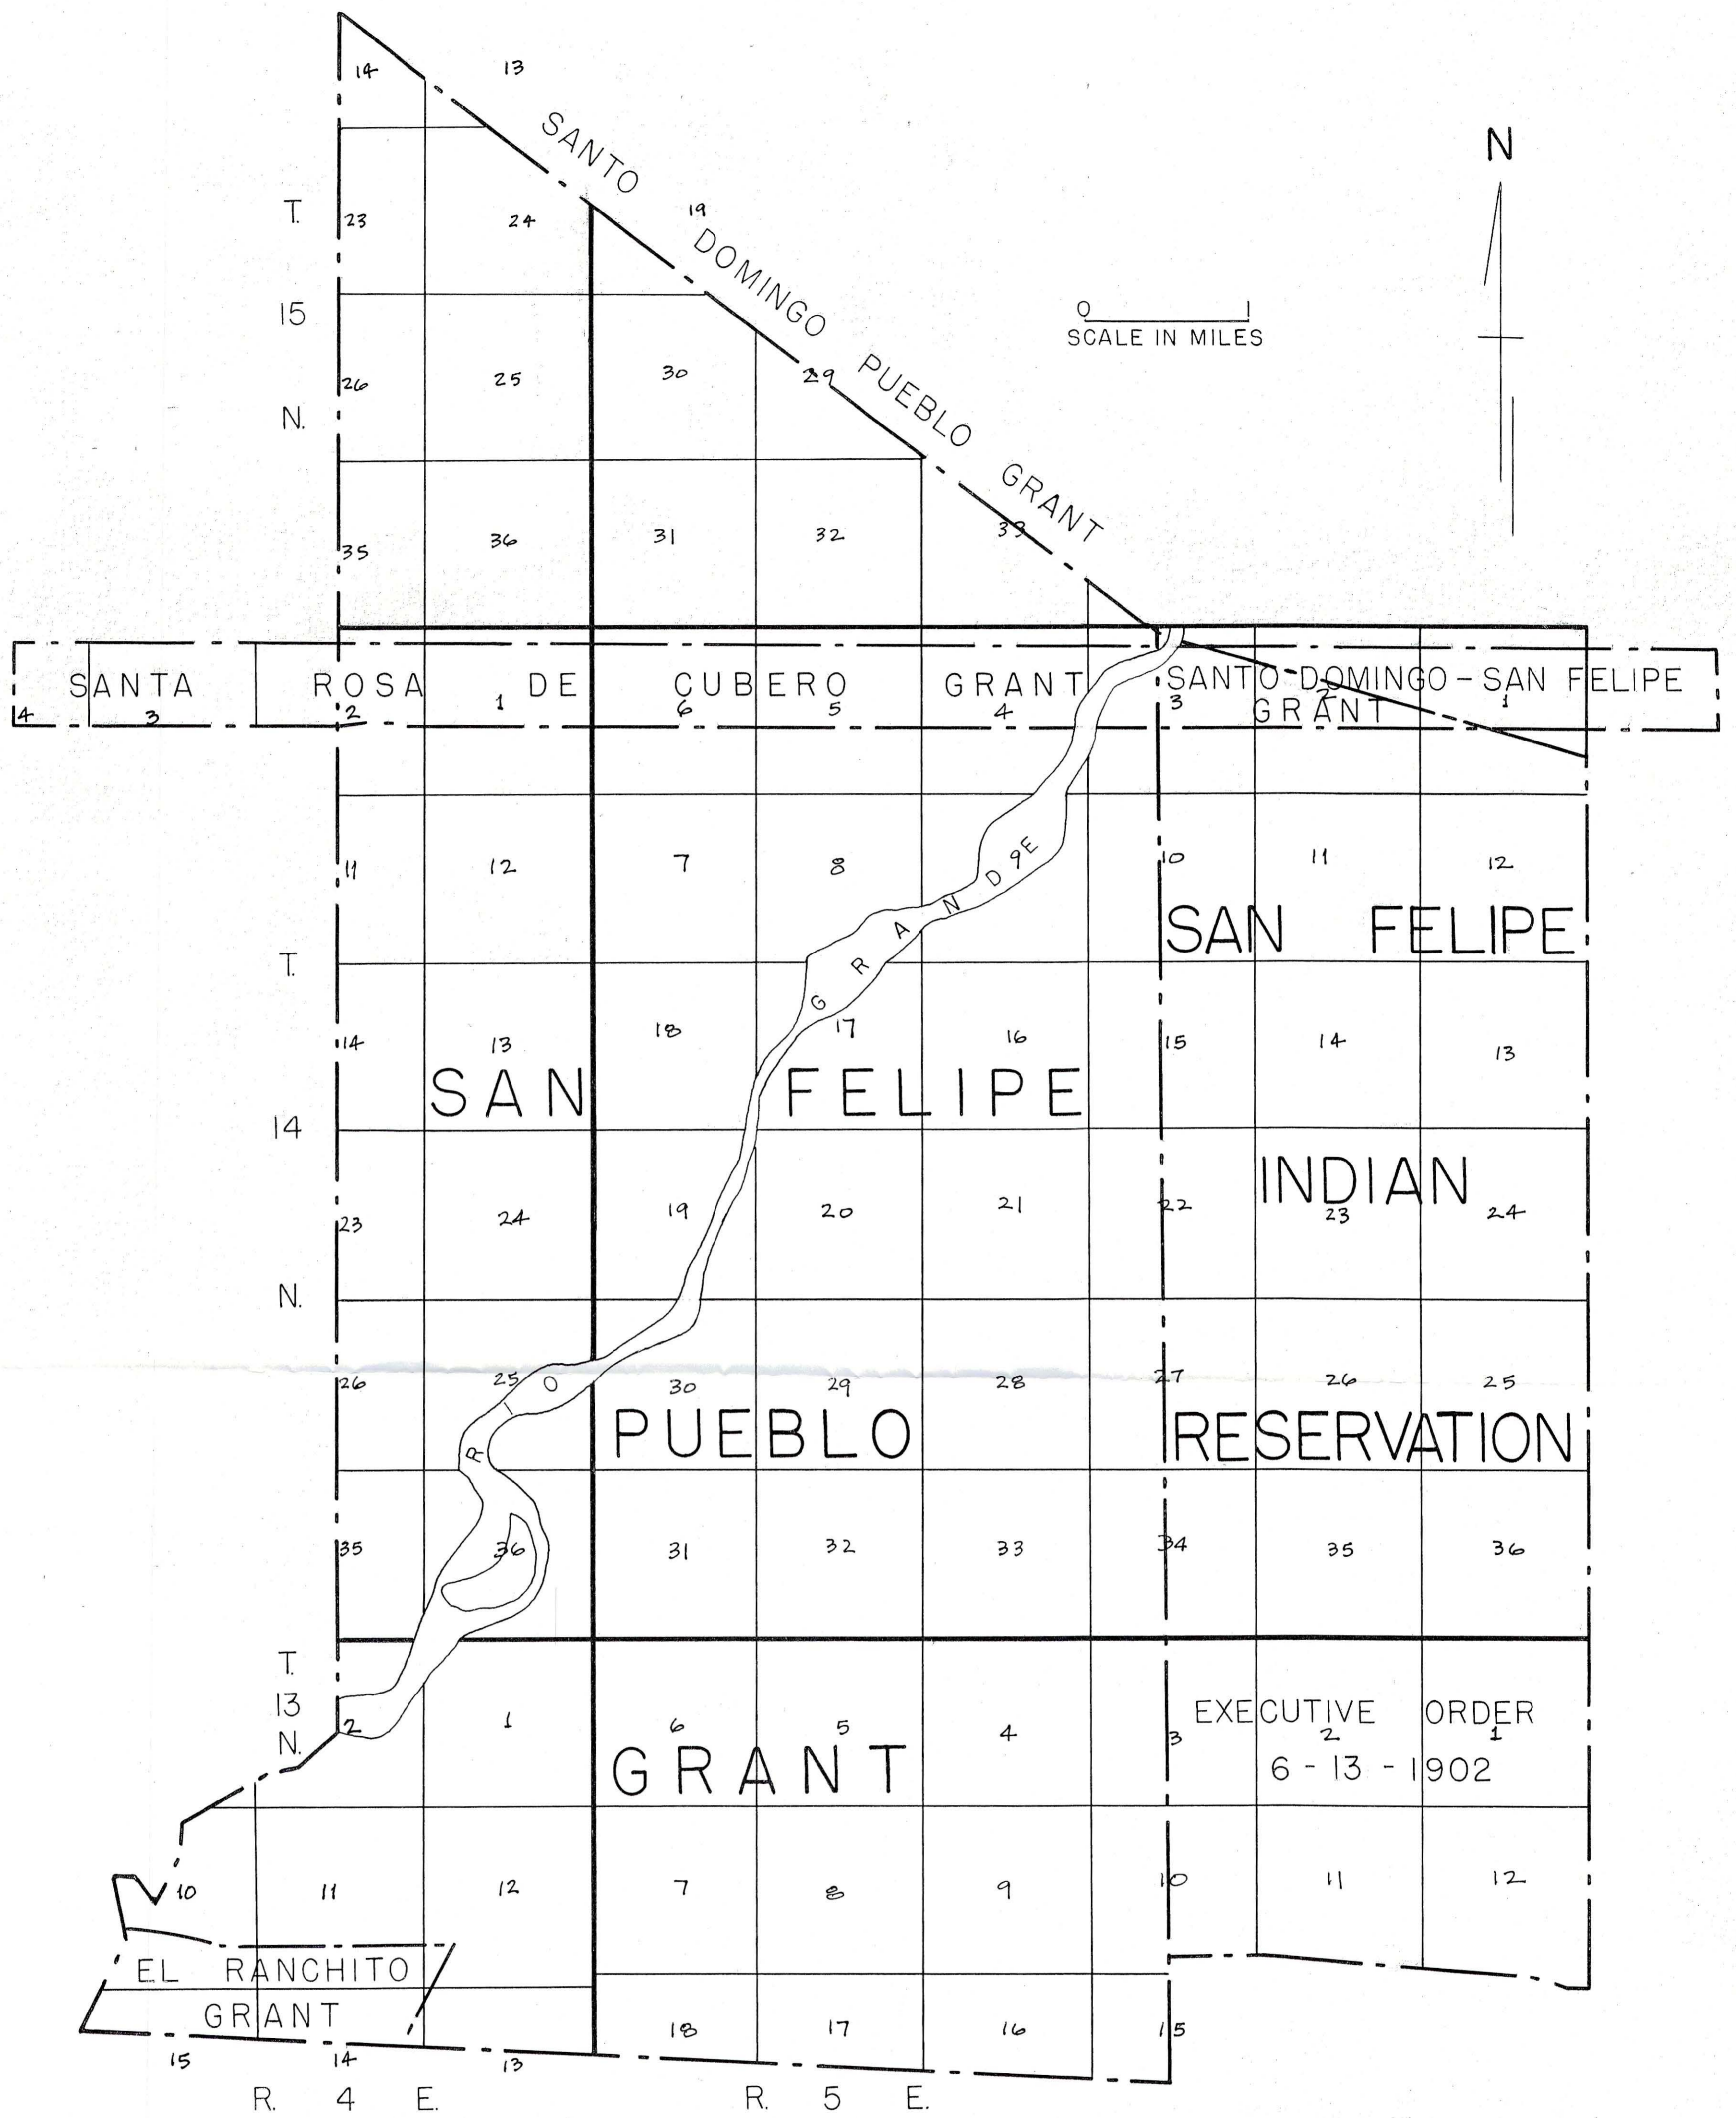 14 13
SANTO DOMINGO PUEBLO GRANT
N
T.
15
N.
23 24 19
0 1
SCALE IN MILES
26 25 30 29
35 36 31 32 33
SANTA ROSA DE CUBERO GRANT
SANTO-DOMINGO-SAN FELIPE
GRANT
4 3 2 1 6 5 4 3 2 1
T.
14
N.
11 12 7 8 9 10 11 12
RIO GRANDE
SAN FELIPE
14 13 18 17 16 15 14 13
SAN FELIPE
INDIAN
23 24 19 20 21 22 23 24
26 25 30 29 28 27 26 25
PUEBLO
RESERVATION
35 36 31 32 33 34 35 36
T.
13
N.
EXECUTIVE ORDER
2 1 6 5 4 3 2 1
GRANT
6-13-1902
10 11 12 7 8 9 10 11 12
EL RANCHITO
GRANT
18 17 16 15
15 14 13
R. 4 E. R. 5 E.